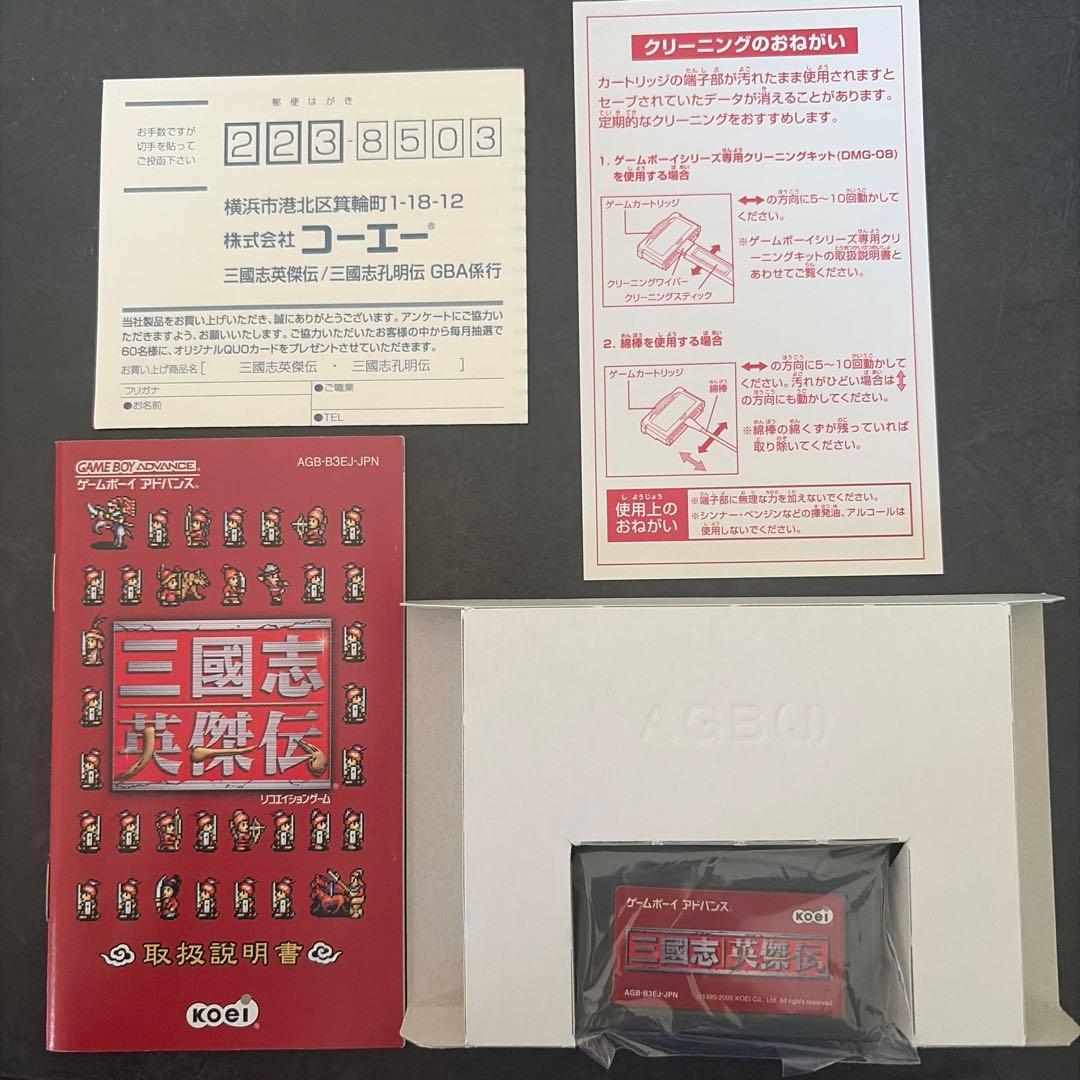 郵便はがき
お手数ですが
切手を貼って
ご投函下さい
223-8503
横浜市港北区箕輪町1-18-12
株式会社 コーエー®
三國志英傑伝/三國志孔明伝 GBA係行
当社製品をお買い上げいただき、誠にありがとうございます。アンケートにご協力い
ただきますよう、お願いいたします。ご協力いただいたお客様の中から毎月抽選で
60名様に、オリジナルQUOカードをプレゼントさせていただきます。
お買い上げ商品名[ 三國志英傑伝 ・ 三國志孔明伝 ]
フリガナ
●お名前
●ご職業
●TEL
クリーニングのおねがい
カートリッジの端子部が汚れたまま使用されますと
セーブされていたデータが消えることがあります。
定期的なクリーニングをおすすめします。
1. ゲームボーイシリーズ専用クリーニングキット(DMG-08)
を使用する場合
ゲームカートリッジ
クリーニングワイパー
クリーニングスティック
の方向に5〜10回動かして
ください。
※ゲームボーイシリーズ専用クリ
ーニングキットの取扱説明書と
あわせてご覧ください。
2. 綿棒を使用する場合
ゲームカートリッジ
綿棒
の方向に5〜10回動かして
ください。汚れがひどい場合は
の方向にも動かしてください。
※綿棒の綿くずが残っていれば
取り除いてください。
使用上の
おねがい
※端子部に無理な力を加えないでください。
※シンナー・ベンジンなどの揮発油、アルコールは
使用しないでください。
GAME BOY ADVANCE
ゲームボーイ アドバンス
AGB-B3EJ-JPN
三國志
英傑伝
リコエイションゲーム
取扱説明書
KOEI
AGB(J)
ゲームボーイ アドバンス
KOEI
三國志 英傑伝
AGB-B3EJ-JPN
©1995-2005 KOEI Co., Ltd. All rights reserved.